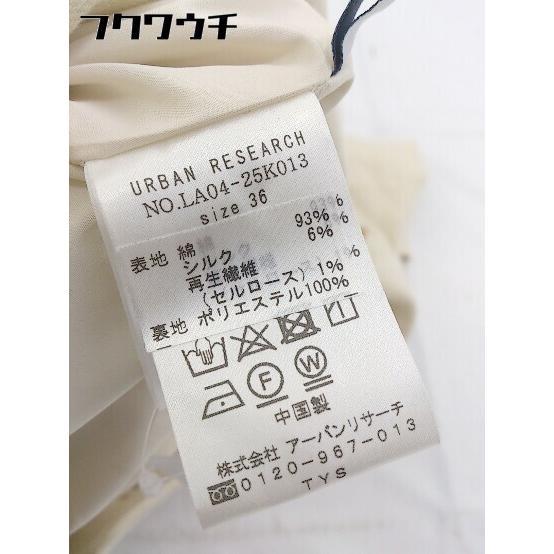 フクワウチ
URBAN RESEARCH
NO.LA04-25K013
size 36
表地 綿 93%
シルク 6%
再生繊維
(セルロース) 1%
裏地 ポリエステル100%
F W
中国製
株式会社 アーバンリサーチ
0120-967-013
TYS